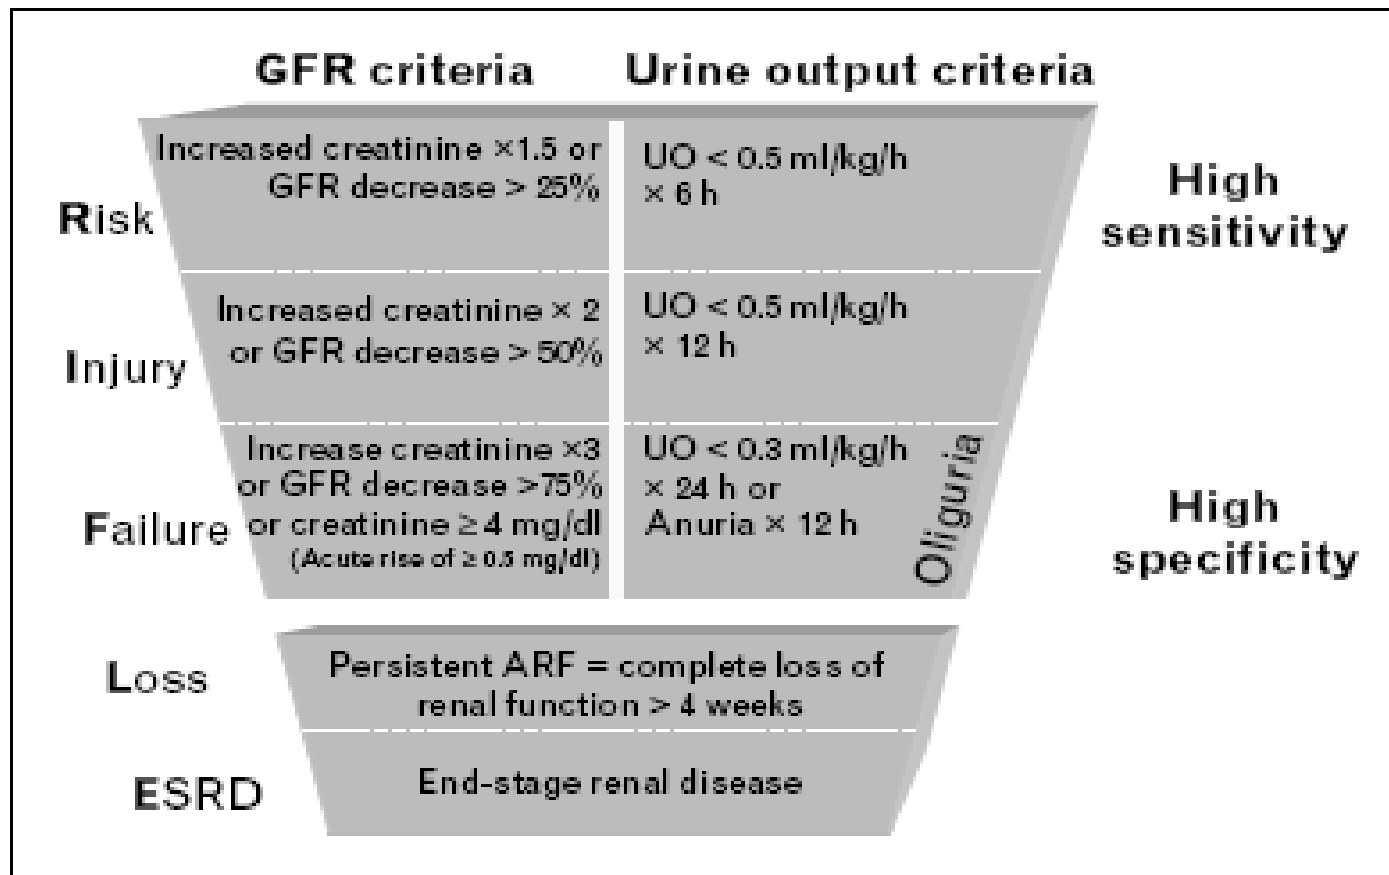 GFR criteria
Urine output criteria
Risk
Increased creatinine ×1.5 or
GFR decrease > 25%
UO < 0.5 ml/kg/h
× 6 h
High
sensitivity
Injury
Increased creatinine × 2
or GFR decrease > 50%
UO < 0.5 ml/kg/h
× 12 h
Failure
Increase creatinine ×3
or GFR decrease >75%
or creatinine ≥ 4 mg/dl
(Acute rise of ≥ 0.5 mg/dl)
UO < 0.3 ml/kg/h
× 24 h or
Anuria × 12 h
Oliguria
High
specificity
Loss
Persistent ARF = complete loss of
renal function > 4 weeks
ESRD
End-stage renal disease